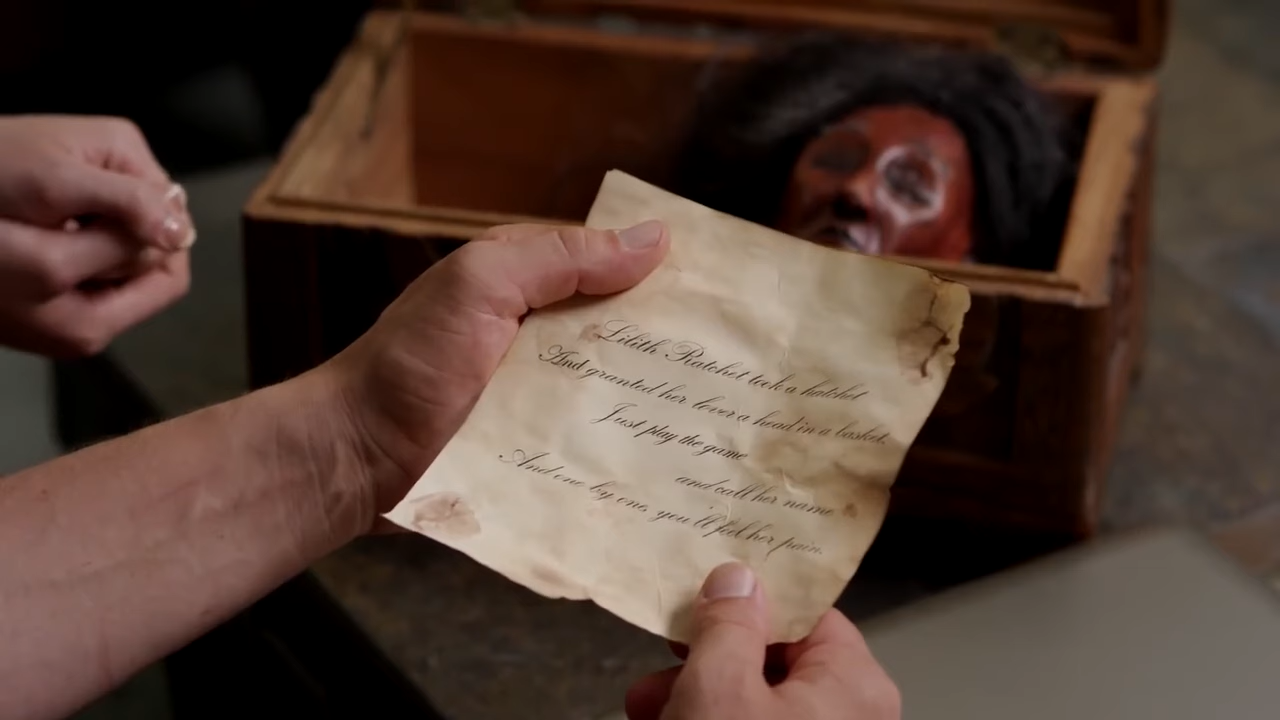 Lilith Ratchet took a hatchet
And granted her lover a head in a basket.
Just play the game
and call her name
And one by one, you'll feel her pain.